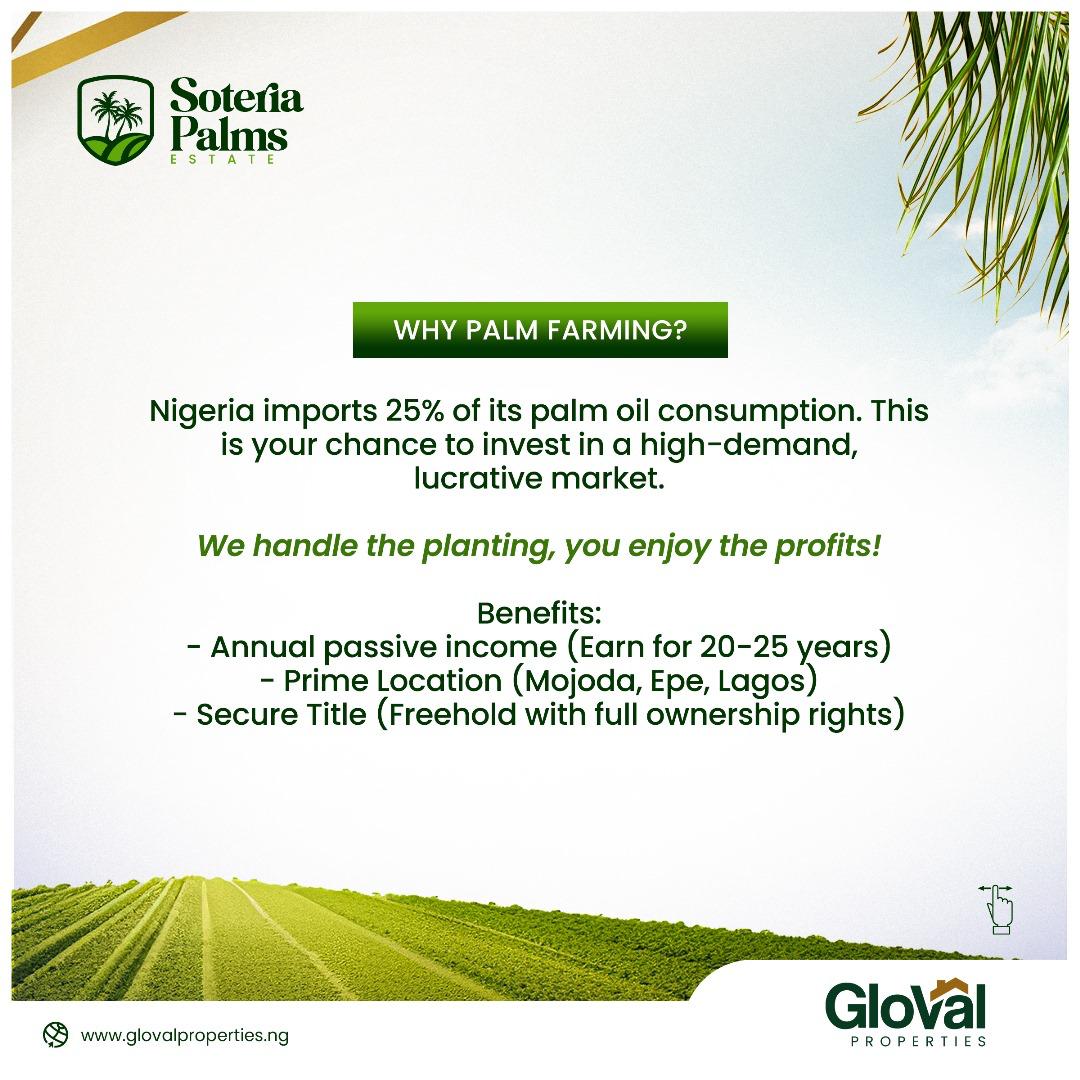 Soteria
Palms
ESTATE
WHY PALM FARMING?
Nigeria imports 25% of its palm oil consumption. This
is your chance to invest in a high-demand,
lucrative market.
We handle the planting, you enjoy the profits!
Benefits:
- Annual passive income (Earn for 20-25 years)
- Prime Location (Mojoda, Epe, Lagos)
- Secure Title (Freehold with full ownership rights)
www.glovalproperties.ng
GloVal
PROPERTIES